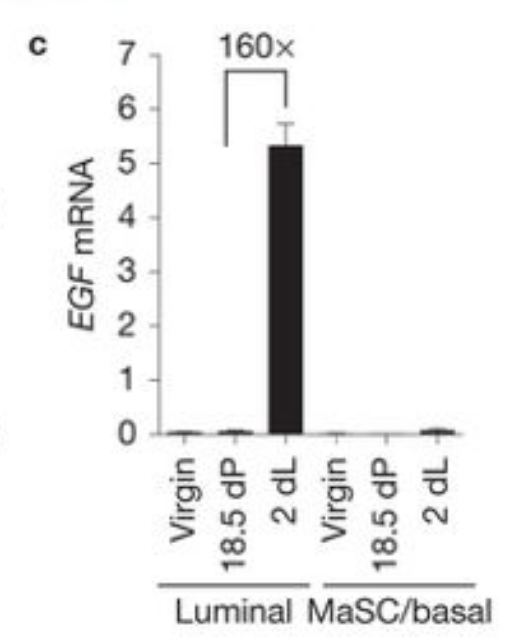 c
160×
7
6
5
4
3
2
1
0
EGF mRNA
Virgin
18.5 dP
2 dL
Virgin
18.5 dP
2 dL
Luminal
MaSC/basal